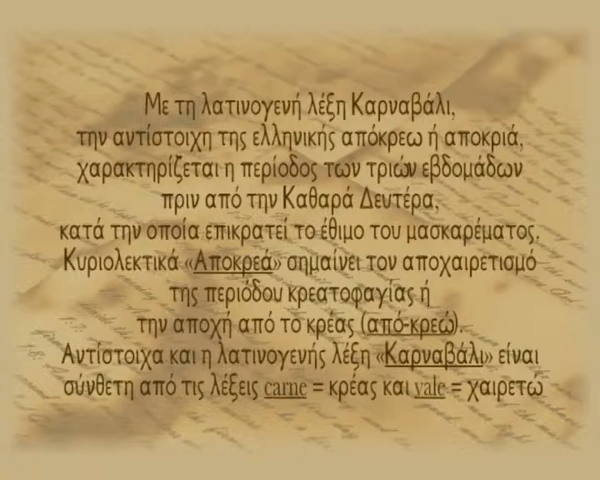 Με τη λατινογενή λέξη Καρναβάλι,
την αντίστοιχη της ελληνικής απόκρεω ή αποκριά,
χαρακτηρίζεται η περίοδος των τριών εβδομάδων
πριν από την Καθαρά Δευτέρα,
κατά την οποία επικρατεί το έθιμο του μασκαρέματος.
Κυριολεκτικά «Αποκρεά» σημαίνει τον αποχαιρετισμό
της περιόδου κρεατοφαγίας ή
την αποχή από το κρέας (από-κρεώ).
Αντίστοιχα και η λατινογενής λέξη «Καρναβάλι» είναι
σύνθετη από τις λέξεις carne = κρέας και vale = χαιρετώ